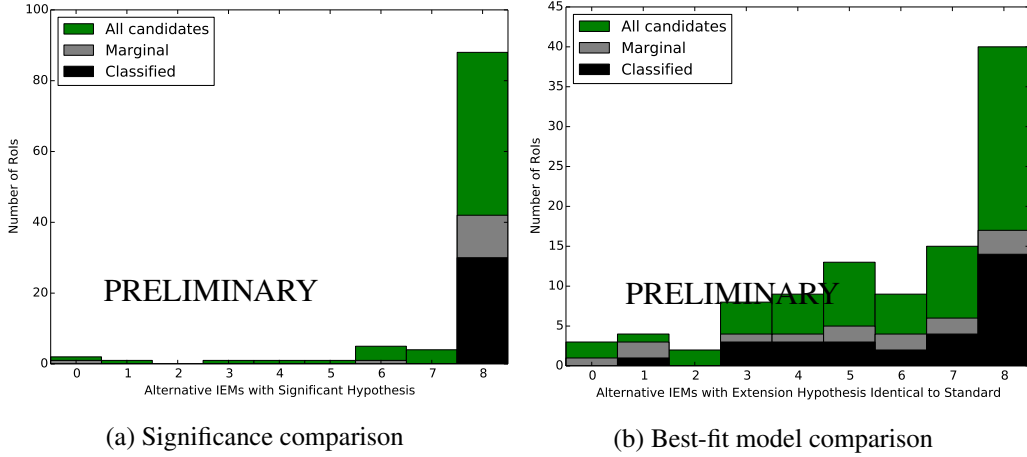 100
80
60
40
20
0
Number of RoIs
All candidates
Marginal
Classified
PRELIMINARY
0 1 2 3 4 5 6 7 8
Alternative IEMs with Significant Hypothesis
(a) Significance comparison
45
40
35
30
25
20
15
10
5
0
Number of RoIs
All candidates
Marginal
Classified
PRELIMINARY
0 1 2 3 4 5 6 7 8
Alternative IEMs with Extension Hypothesis Identical to Standard
(b) Best-fit model comparison